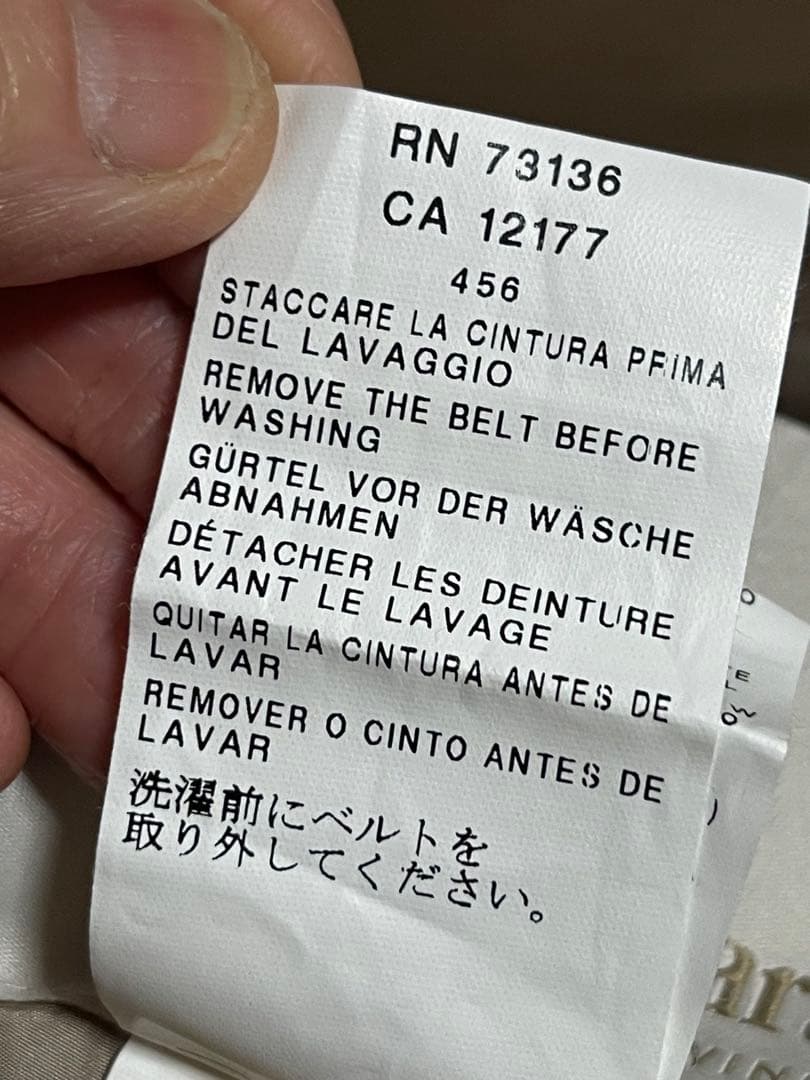 RN 73136
CA 12177
456
STACCARE LA CINTURA PRIMA
DEL LAVAGGIO
REMOVE THE BELT BEFORE
WASHING
GÜRTEL VOR DER WÄSCHE
ABNAHMEN
DÉTACHER LES DEINTURE
AVANT LE LAVAGE
QUITAR LA CINTURA ANTES DE
LAVAR
REMOVER O CINTO ANTES DE
LAVAR
洗濯前にベルトを
取り外してください。